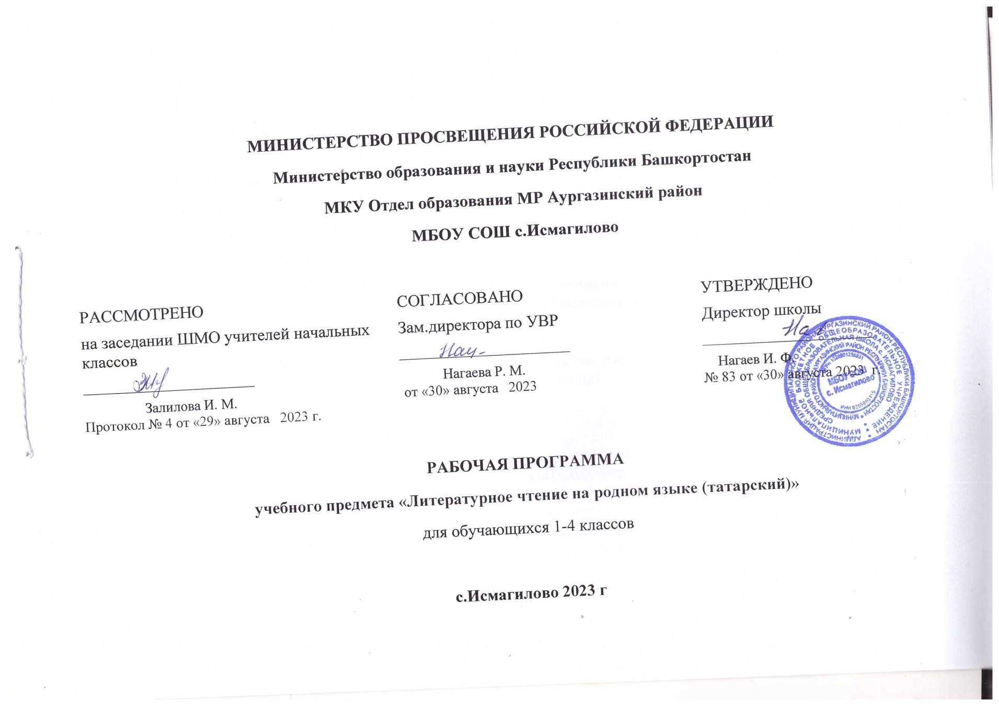 МИНИСТЕРСТВО ПРОСВЕЩЕНИЯ РОССИЙСКОЙ ФЕДЕРАЦИИ
Министерство образования и науки Республики Башкортостан
МКУ Отдел образования МР Аургазинский район
МБОУ СОШ с.Исмагилово
РАССМОТРЕНО
на заседании ШМО учителей начальных
классов
Залилова И. М.
Протокол № 4 от «29» августа 2023 г.
СОГЛАСОВАНО
Зам.директора по УВР
Нагаева Р. М.
от «30» августа 2023
УТВЕРЖДЕНО
Директор школы
Нагаев И. Ф.
№ 83 от «30» августа 2023 г.
МБОУ СОШ
с. Исмагилово
РАБОЧАЯ ПРОГРАММА
учебного предмета «Литературное чтение на родном языке (татарский)»
для обучающихся 1-4 классов
с.Исмагилово 2023 г